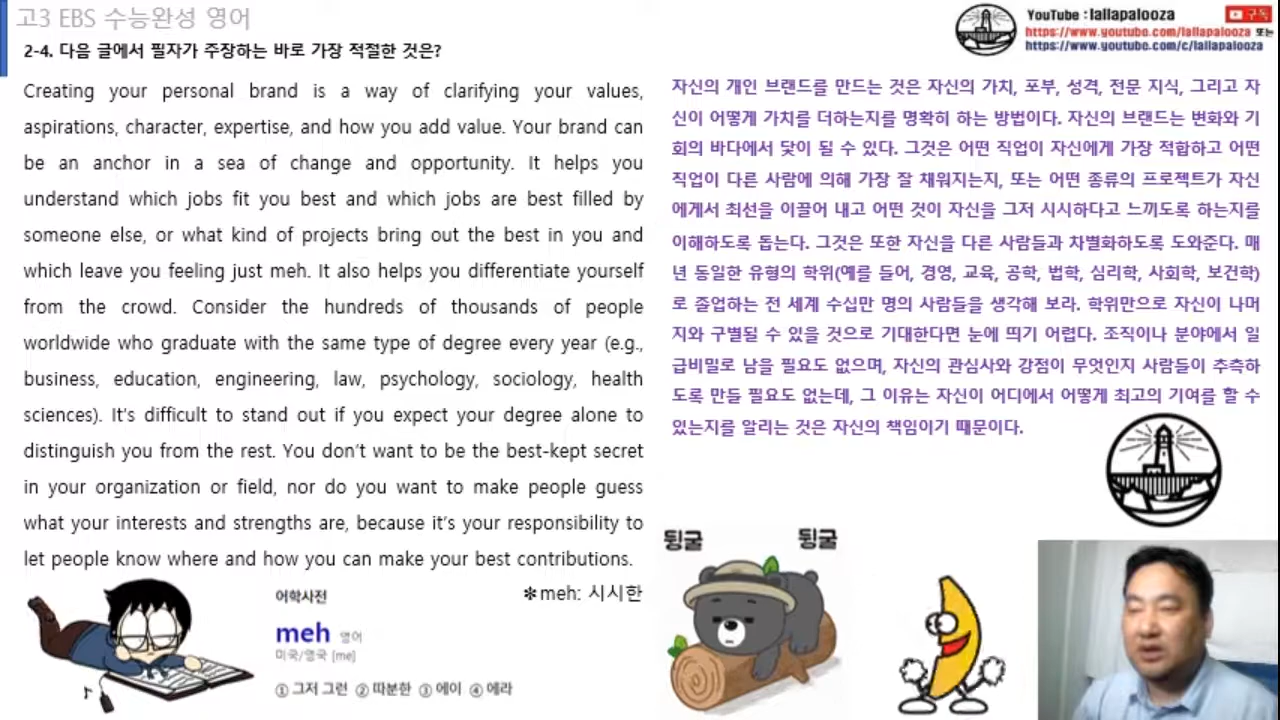 고3 EBS 수능완성 영어
2-4. 다음 글에서 필자가 주장하는 바로 가장 적절한 것은?
YouTube : lallapalooza
구독
https://www.youtube.com/lallapalooza 또는
https://www.youtube.com/c/lallapalooza
Creating your personal brand is a way of clarifying your values,
aspirations, character, expertise, and how you add value. Your brand can
be an anchor in a sea of change and opportunity. It helps you
understand which jobs fit you best and which jobs are best filled by
someone else, or what kind of projects bring out the best in you and
which leave you feeling just meh. It also helps you differentiate yourself
from the crowd. Consider the hundreds of thousands of people
worldwide who graduate with the same type of degree every year (e.g.,
business, education, engineering, law, psychology, sociology, health
sciences). It's difficult to stand out if you expect your degree alone to
distinguish you from the rest. You don't want to be the best-kept secret
in your organization or field, nor do you want to make people guess
what your interests and strengths are, because it's your responsibility to
let people know where and how you can make your best contributions.
✻meh: 시시한
자신의 개인 브랜드를 만드는 것은 자신의 가치, 포부, 성격, 전문 지식, 그리고 자
신이 어떻게 가치를 더하는지를 명확히 하는 방법이다. 자신의 브랜드는 변화와 기
회의 바다에서 닻이 될 수 있다. 그것은 어떤 직업이 자신에게 가장 적합하고 어떤
직업이 다른 사람에 의해 가장 잘 채워지는지, 또는 어떤 종류의 프로젝트가 자신
에게서 최선을 이끌어 내고 어떤 것이 자신을 그저 시시하다고 느끼도록 하는지를
이해하도록 돕는다. 그것은 또한 자신을 다른 사람들과 차별화하도록 도와준다. 매
년 동일한 유형의 학위(예를 들어, 경영, 교육, 공학, 법학, 심리학, 사회학, 보건학)
로 졸업하는 전 세계 수십만 명의 사람들을 생각해 보라. 학위만으로 자신이 나머
지와 구별될 수 있을 것으로 기대한다면 눈에 띄기 어렵다. 조직이나 분야에서 일
급비밀로 남을 필요도 없으며, 자신의 관심사와 강점이 무엇인지 사람들이 추측하
도록 만들 필요도 없는데, 그 이유는 자신이 어디에서 어떻게 최고의 기여를 할 수
있는지를 알리는 것은 자신의 책임이기 때문이다.
어학사전
meh 영어
미국/영국 [me]
① 그저 그런 ② 따분한 ③ 에이 ④ 에라
뒹굴
뒹굴